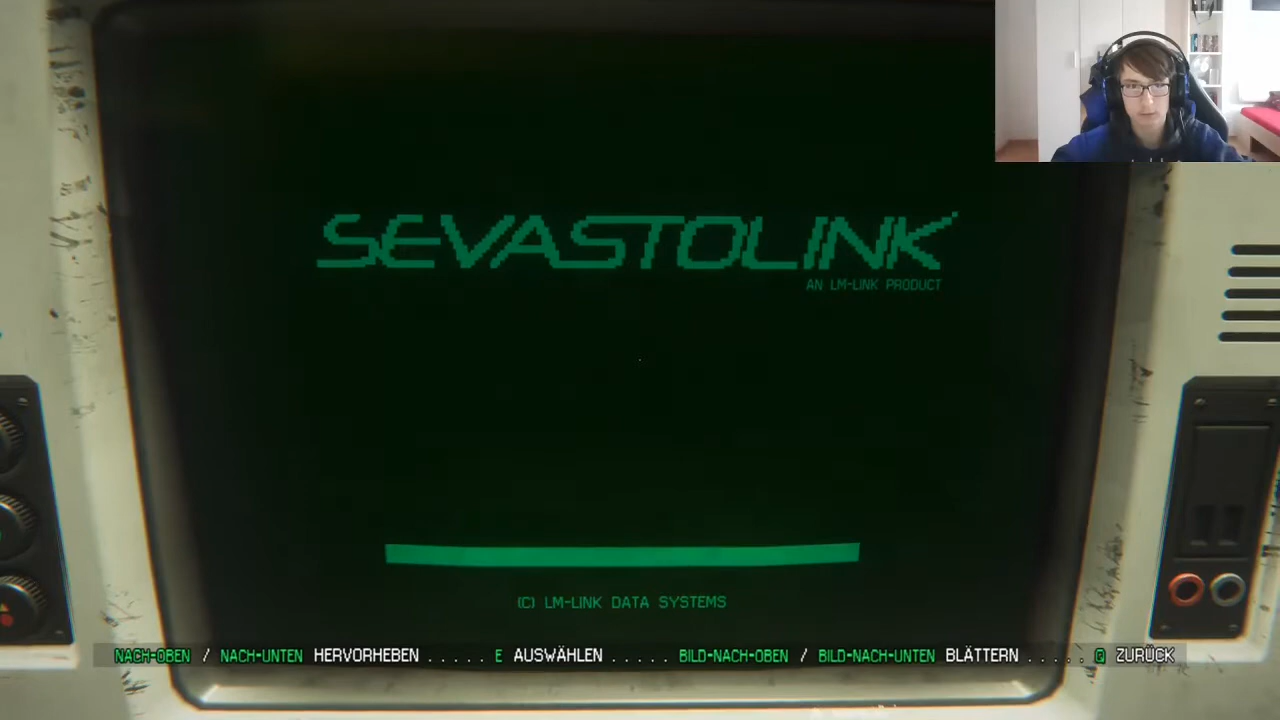 SEVASTOLINK
AN LM-LINK PRODUCT
(C) LM-LINK DATA SYSTEMS
NACH-OBEN / NACH-UNTEN HERVORHEBEN ..... E AUSWÄHLEN ..... BILD-NACH-OBEN / BILD-NACH-UNTEN BLÄTTERN ..... Q ZURÜCK